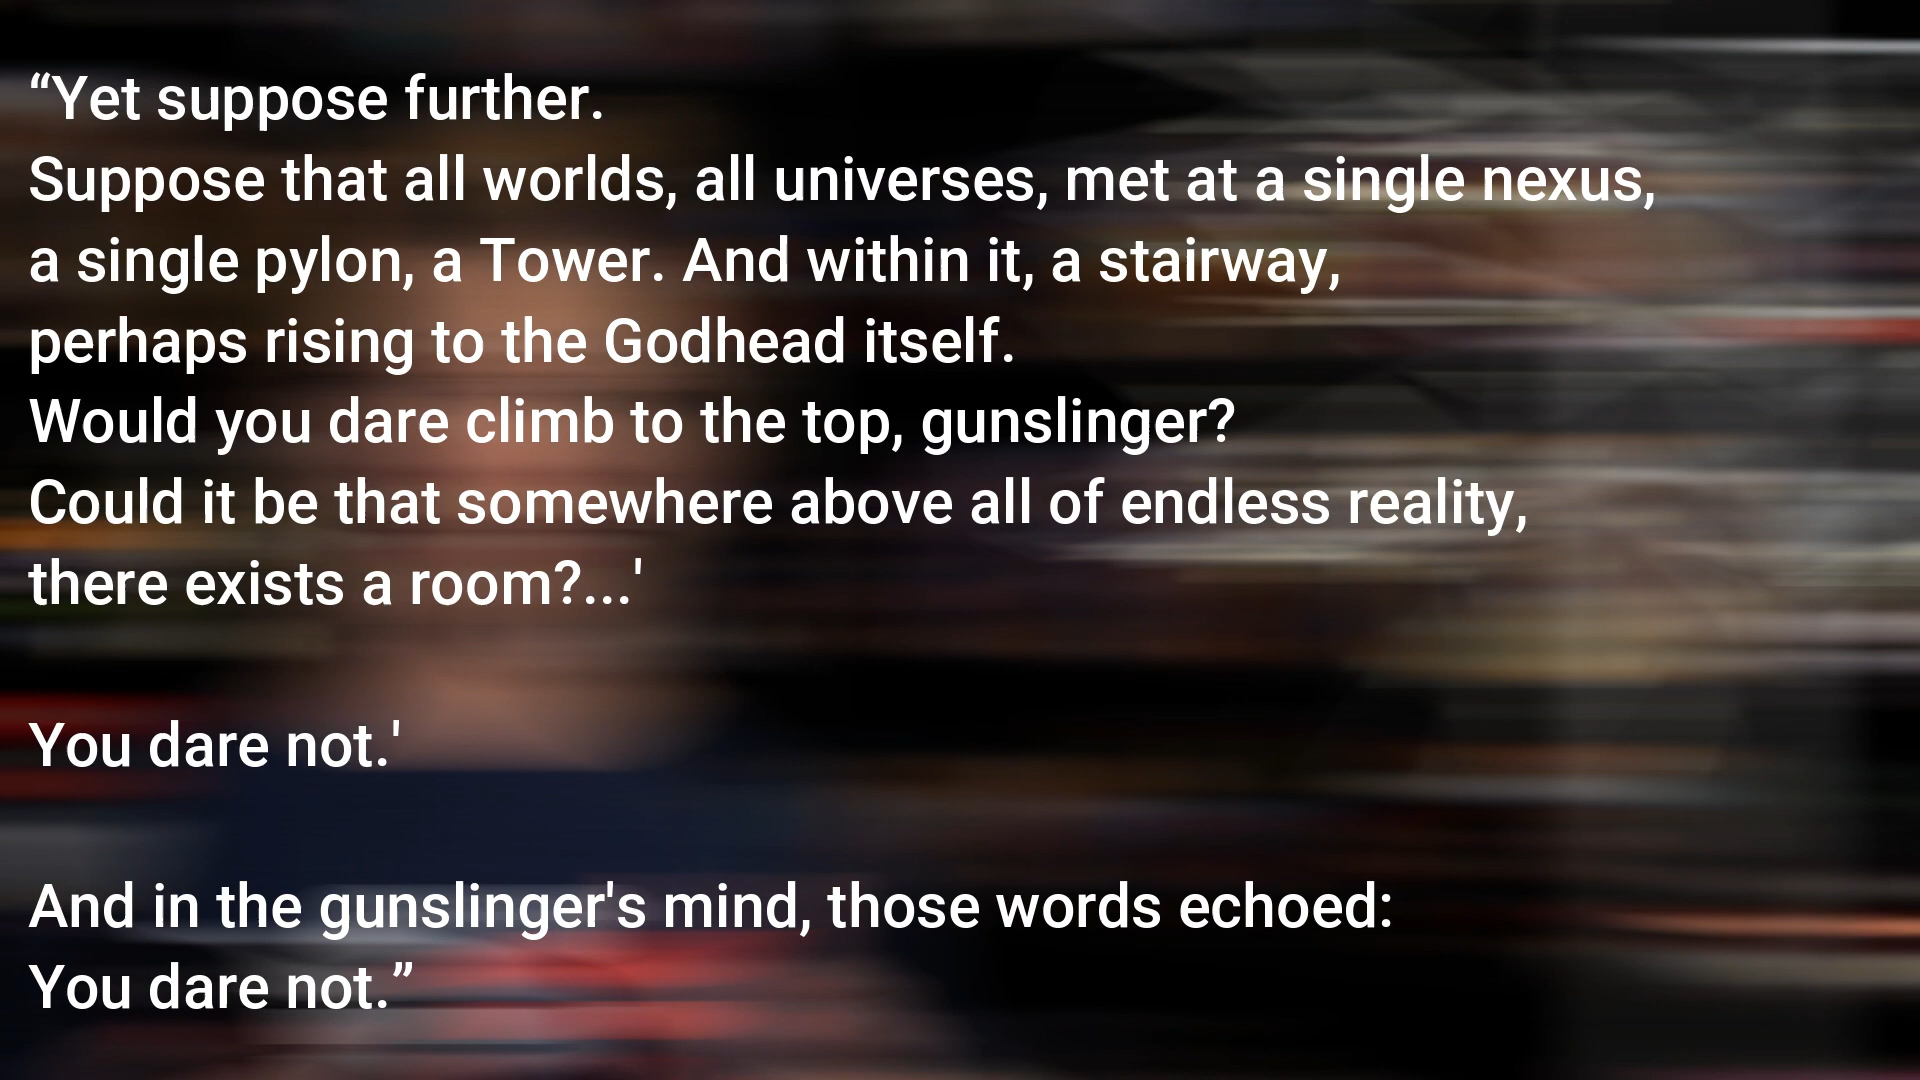 “Yet suppose further.
Suppose that all worlds, all universes, met at a single nexus,
a single pylon, a Tower. And within it, a stairway,
perhaps rising to the Godhead itself.
Would you dare climb to the top, gunslinger?
Could it be that somewhere above all of endless reality,
there exists a room?...'
You dare not.'
And in the gunslinger's mind, those words echoed:
You dare not.”